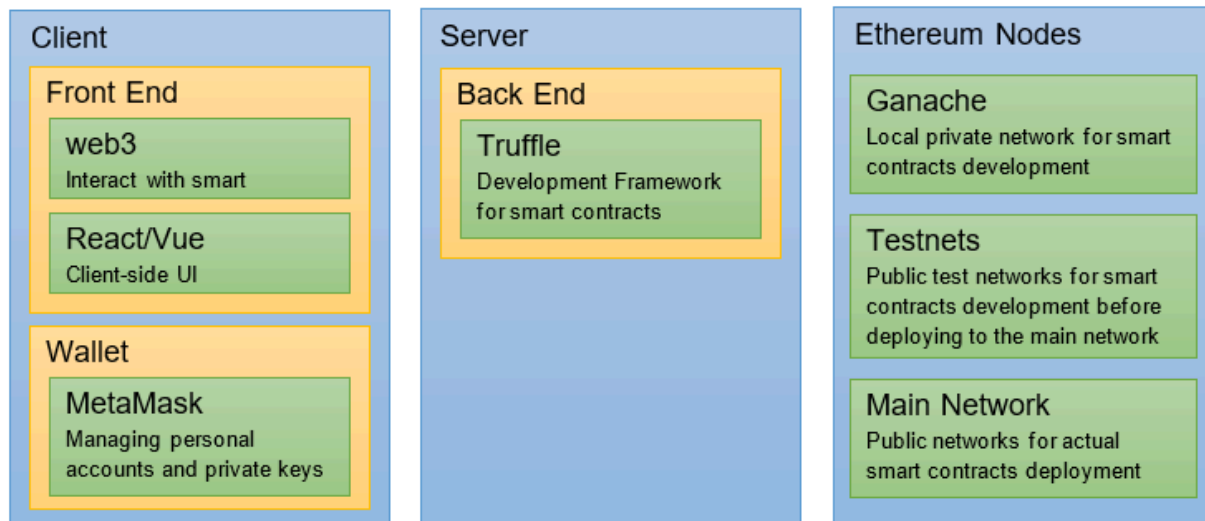 Client
Front End
web3
Interact with smart
React/Vue
Client-side UI
Wallet
MetaMask
Managing personal
accounts and private keys
Server
Back End
Truffle
Development Framework
for smart contracts
Ethereum Nodes
Ganache
Local private network for smart
contracts development
Testnets
Public test networks for smart
contracts development before
deploying to the main network
Main Network
Public networks for actual
smart contracts deployment